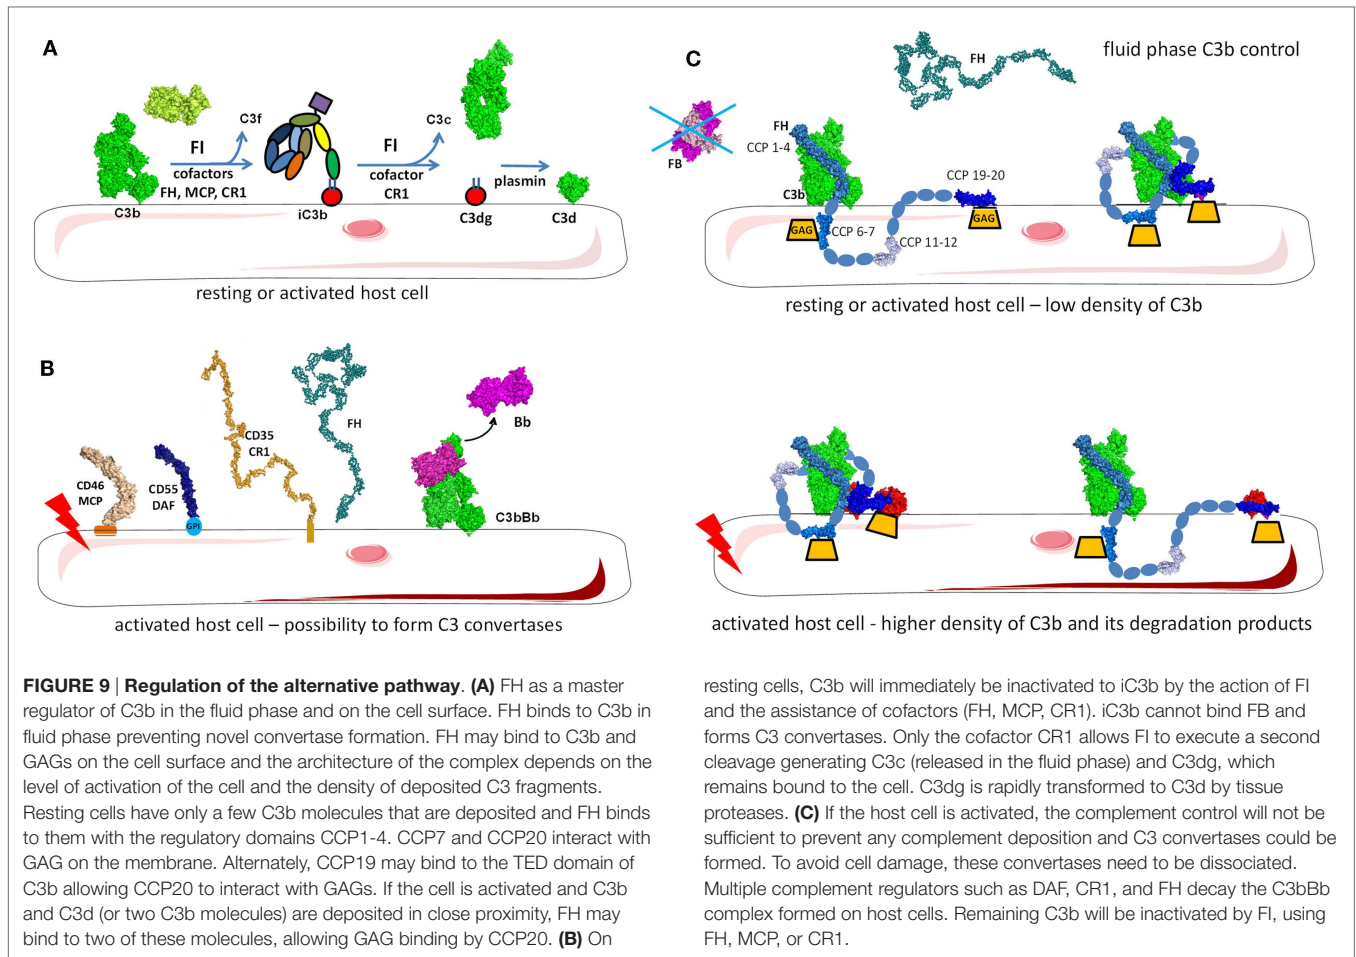 A
C3f
FI
cofactors
FH, MCP, CR1
C3b
iC3b
C3c
FI
cofactor
CR1
C3dg
plasmin
C3d
resting or activated host cell
B
CD46
MCP
CD55
DAF
GPI
CD35
CR1
FH
Bb
C3bBb
activated host cell – possibility to form C3 convertases
C
FH
fluid phase C3b control
FB
FH
CCP 1-4
C3b
GAG
CCP 6-7
CCP 11-12
CCP 19-20
GAG
resting or activated host cell – low density of C3b
activated host cell - higher density of C3b and its degradation products
FIGURE 9 | Regulation of the alternative pathway. (A) FH as a master
regulator of C3b in the fluid phase and on the cell surface. FH binds to C3b in
fluid phase preventing novel convertase formation. FH may bind to C3b and
GAGs on the cell surface and the architecture of the complex depends on the
level of activation of the cell and the density of deposited C3 fragments.
Resting cells have only a few C3b molecules that are deposited and FH binds
to them with the regulatory domains CCP1-4. CCP7 and CCP20 interact with
GAG on the membrane. Alternately, CCP19 may bind to the TED domain of
C3b allowing CCP20 to interact with GAGs. If the cell is activated and C3b
and C3d (or two C3b molecules) are deposited in close proximity, FH may
bind to two of these molecules, allowing GAG binding by CCP20. (B) On
resting cells, C3b will immediately be inactivated to iC3b by the action of FI
and the assistance of cofactors (FH, MCP, CR1). iC3b cannot bind FB and
forms C3 convertases. Only the cofactor CR1 allows FI to execute a second
cleavage generating C3c (released in the fluid phase) and C3dg, which
remains bound to the cell. C3dg is rapidly transformed to C3d by tissue
proteases. (C) If the host cell is activated, the complement control will not be
sufficient to prevent any complement deposition and C3 convertases could be
formed. To avoid cell damage, these convertases need to be dissociated.
Multiple complement regulators such as DAF, CR1, and FH decay the C3bBb
complex formed on host cells. Remaining C3b will be inactivated by FI, using
FH, MCP, or CR1.